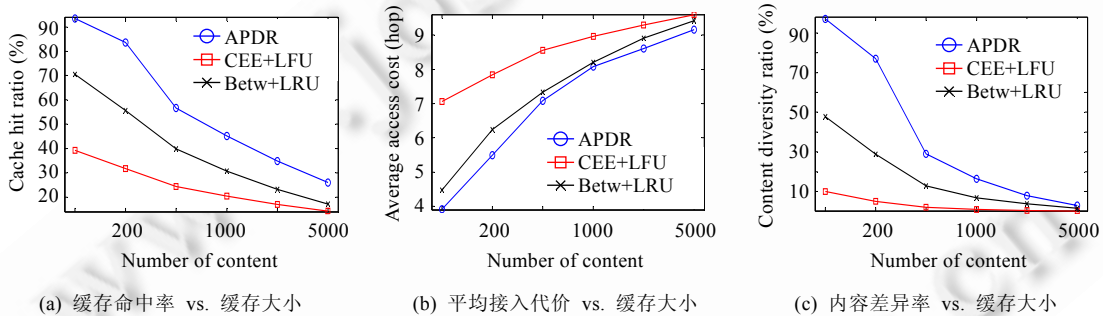 Cache hit ratio (%)
90
80
70
60
50
40
30
20
APDR
CEE+LFU
Betw+LRU
200
1000
5000
Number of content
(a) 缓存命中率 vs. 缓存大小
Average access cost (hop)
9
8
7
6
5
4
APDR
CEE+LFU
Betw+LRU
200
1000
5000
Number of content
(b) 平均接入代价 vs. 缓存大小
Content diversity ratio (%)
90
70
50
30
10
APDR
CEE+LFU
Betw+LRU
200
1000
5000
Number of content
(c) 内容差异率 vs. 缓存大小